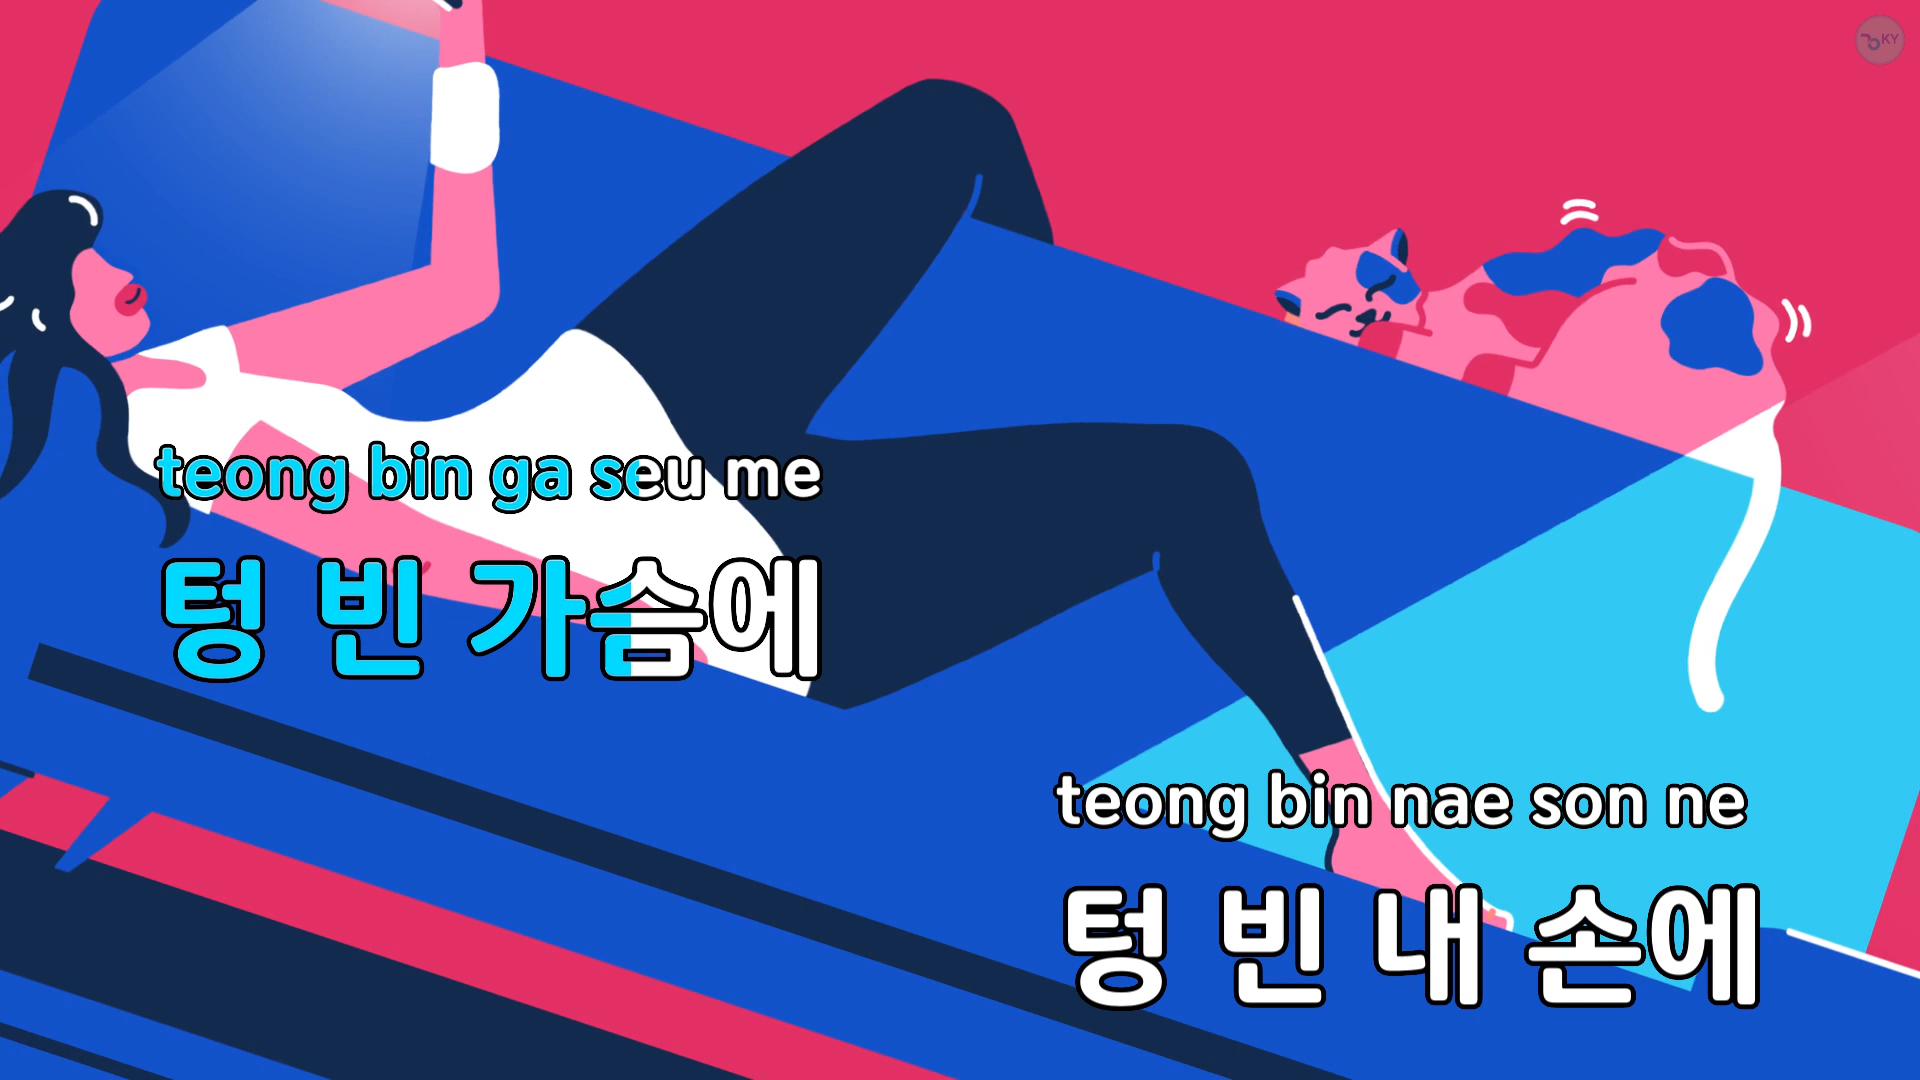 KY
teong bin ga seu me
텅 빈 가슴에
teong bin nae son ne
텅 빈 내 손에